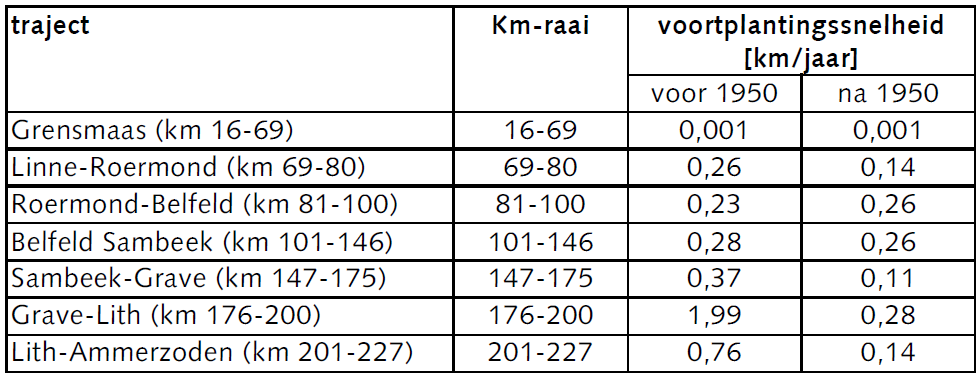 traject Km-raai voortplantingssnelheid
[km/jaar]
voor 1950 na 1950
Grensmaas (km 16-69) 16-69 0,001 0,001
Linne-Roermond (km 69-80) 69-80 0,26 0,14
Roermond-Belfeld (km 81-100) 81-100 0,23 0,26
Belfeld Sambeek (km 101-146) 101-146 0,28 0,26
Sambeek-Grave (km 147-175) 147-175 0,37 0,11
Grave-Lith (km 176-200) 176-200 1,99 0,28
Lith-Ammerzoden (km 201-227) 201-227 0,76 0,14